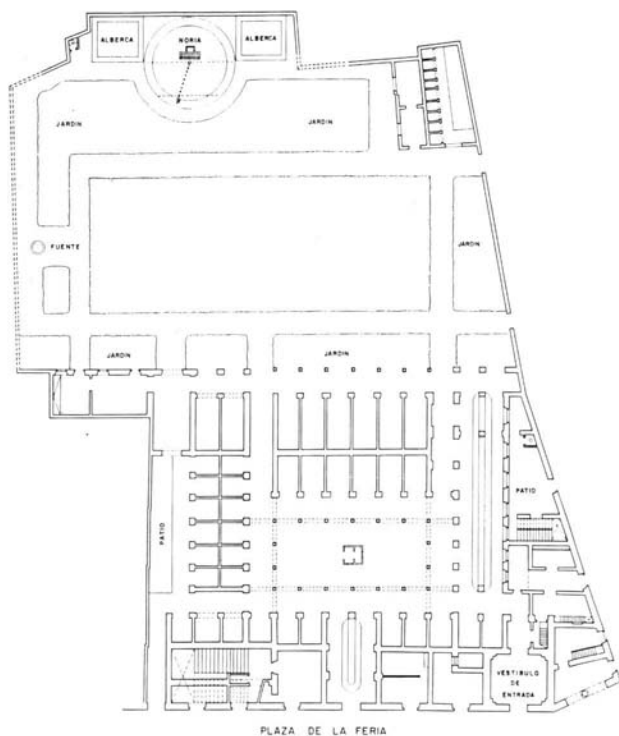 ALBERCA
NORIA
ALBERCA
JARDIN
JARDIN
FUENTE
JARDIN
JARDIN
JARDIN
PATIO
PATIO
VESTIBULO
DE
ENTRADA
PLAZA DE LA FERIA